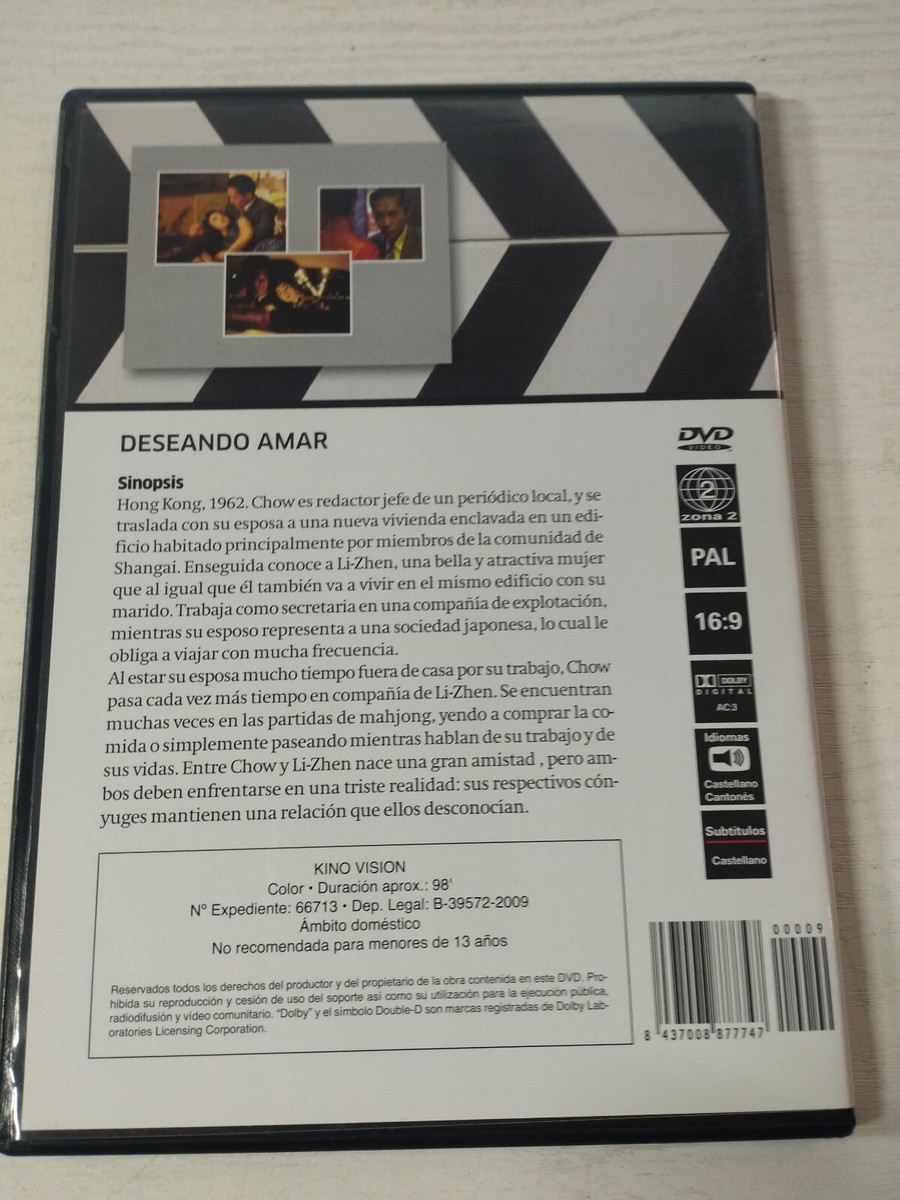 DESEANDO AMAR
Sinopsis
Hong Kong, 1962. Chow es redactor jefe de un periódico local, y se
traslada con su esposa a una nueva vivienda enclavada en un edi-
ficio habitado principalmente por miembros de la comunidad de
Shangai. Enseguida conoce a Li-Zhen, una bella y atractiva mujer
que al igual que él también va a vivir en el mismo edificio con su
marido. Trabaja como secretaria en una compañía de explotación,
mientras su esposo representa a una sociedad japonesa, lo cual le
obliga a viajar con mucha frecuencia.
Al estar su esposa mucho tiempo fuera de casa por su trabajo, Chow
pasa cada vez más tiempo en compañía de Li-Zhen. Se encuentran
muchas veces en las partidas de mahjong, yendo a comprar la co-
mida o simplemente paseando mientras hablan de su trabajo y de
sus vidas. Entre Chow y Li-Zhen nace una gran amistad , pero am-
bos deben enfrentarse en una triste realidad: sus respectivos cón-
yuges mantienen una relación que ellos desconocían.
KINO VISION
Color • Duración aprox.: 98'
Nº Expediente: 66713 • Dep. Legal: B-39572-2009
Ámbito doméstico
No recomendada para menores de 13 años
Reservados todos los derechos del productor y del propietario de la obra contenida en este DVD. Pro-
hibida su reproducción y cesión de uso del soporte así como su utilización para la ejecución pública,
radiodifusión y vídeo comunitario. "Dolby" y el símbolo Double-D son marcas registradas de Dolby Lab-
oratories Licensing Corporation.
DVD
VIDEO
2
zona 2
PAL
16:9
DOLBY
DIGITAL
AC3
Idiomas
Castellano
Cantonés
Subtítulos
Castellano
00009
8 437008 877747